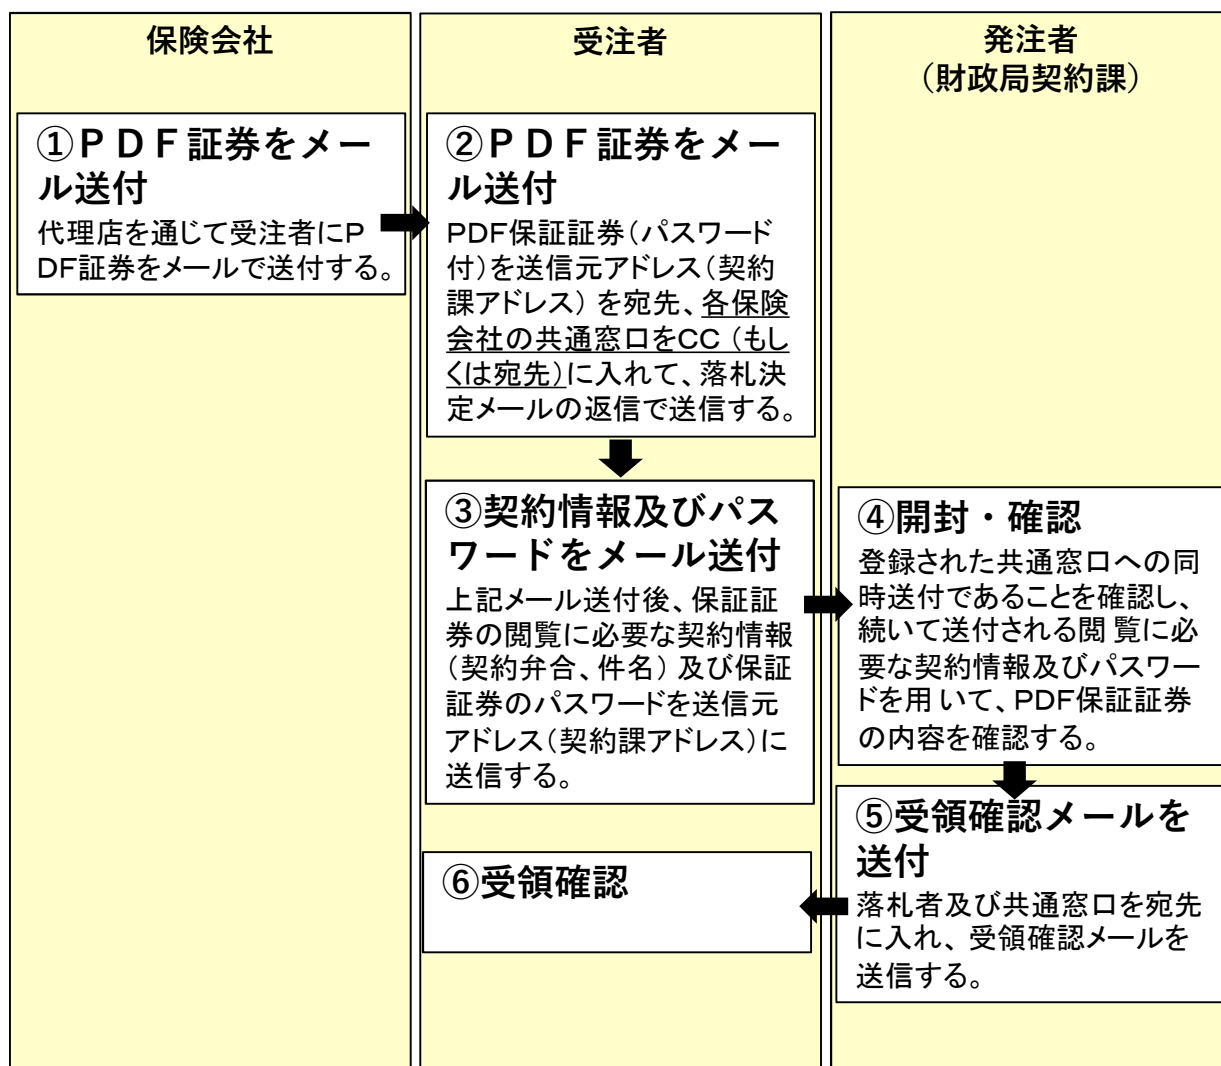 保険会社
受注者
発注者
（財政局契約課）
①ＰＤＦ証券をメー
ル送付
代理店を通じて受注者にP
DF証券をメールで送付する。
②ＰＤＦ証券をメー
ル送付
PDF保証証券（パスワード
付）を送信元アドレス（契約
課アドレス）を宛先、各保険
会社の共通窓口をCC（もし
くは宛先）に入れて、落札決
定メールの返信で送信する。
③契約情報及びパス
ワードをメール送付
上記メール送付後、保証証
券の閲覧に必要な契約情報
（契約弁合、件名）及び保証
証券のパスワードを送信元
アドレス（契約課アドレス）に
送信する。
④開封・確認
登録された共通窓口への同
時送付であることを確認し、
続いて送付される閲覧に必
要な契約情報及びパスワー
ドを用いて、PDF保証証券
の内容を確認する。
⑤受領確認メールを
送付
落札者及び共通窓口を宛先
に入れ、受領確認メールを
送信する。
⑥受領確認